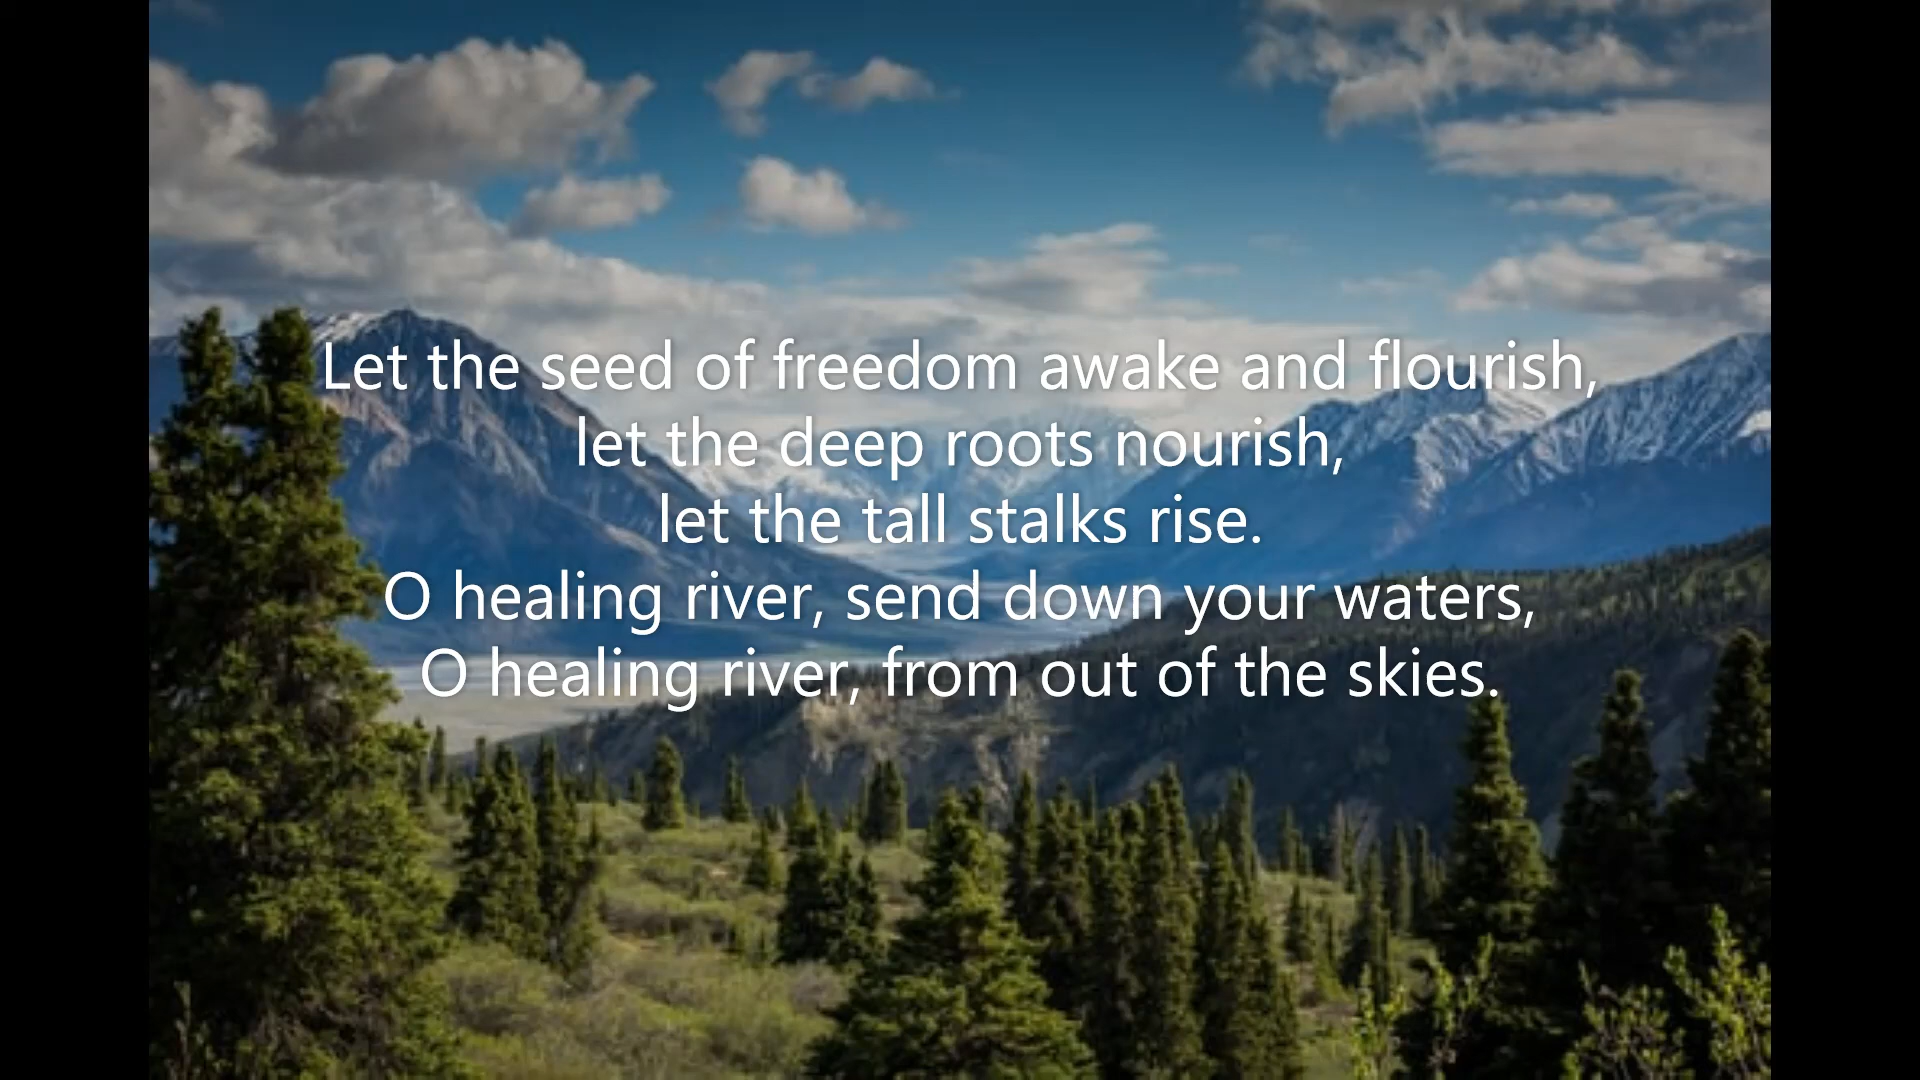 Let the seed of freedom awake and flourish,
let the deep roots nourish,
let the tall stalks rise.
O healing river, send down your waters,
O healing river, from out of the skies.